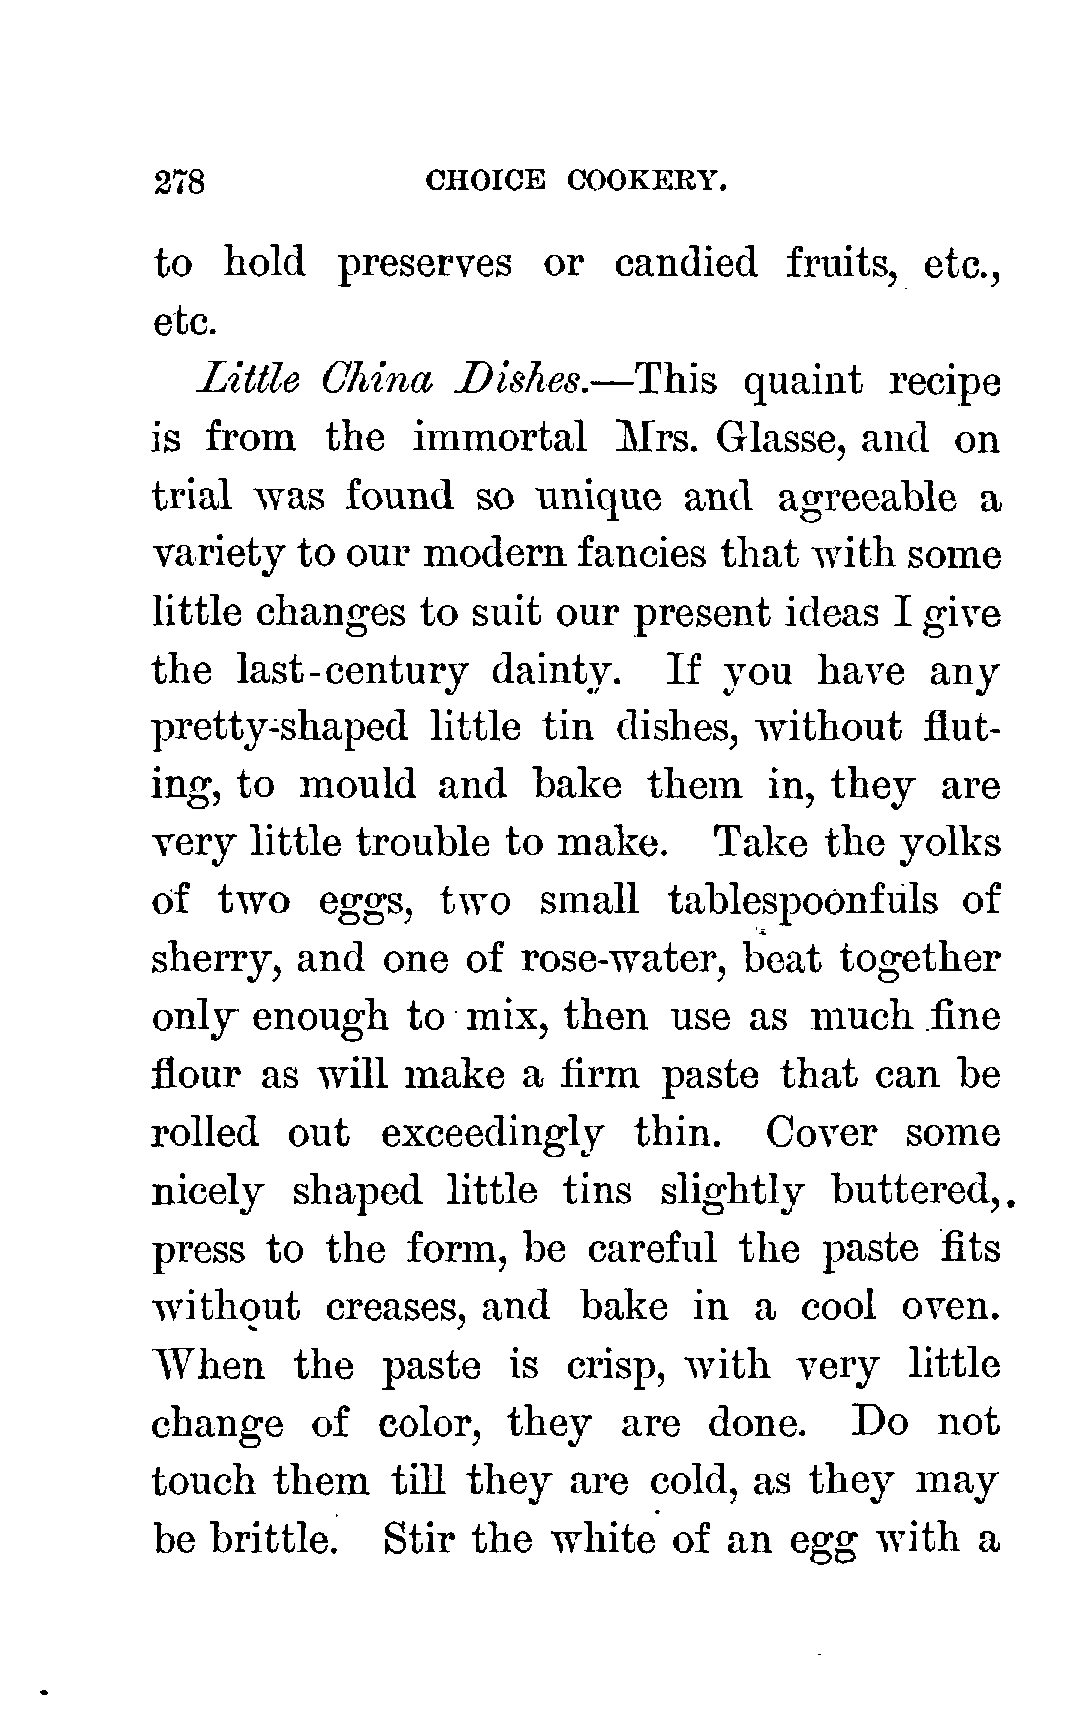 278 CHOICE COOKERY.
to hold preserves or candied fruits, etc.,
etc.
Little China Dishes.—This quaint recipe
is from the immortal Mrs. Glasse, and on
trial was found so unique and agreeable a
variety to our modern fancies that with some
little changes to suit our present ideas I give
the last-century dainty. If you have any
pretty-shaped little tin dishes, without flut-
ing, to mould and bake them in, they are
very little trouble to make. Take the yolks
of two eggs, two small tablespoonfuls of
sherry, and one of rose-water, beat together
only enough to mix, then use as much fine
flour as will make a firm paste that can be
rolled out exceedingly thin. Cover some
nicely shaped little tins slightly buttered,
press to the form, be careful the paste fits
without creases, and bake in a cool oven.
When the paste is crisp, with very little
change of color, they are done. Do not
touch them till they are cold, as they may
be brittle. Stir the white of an egg with a